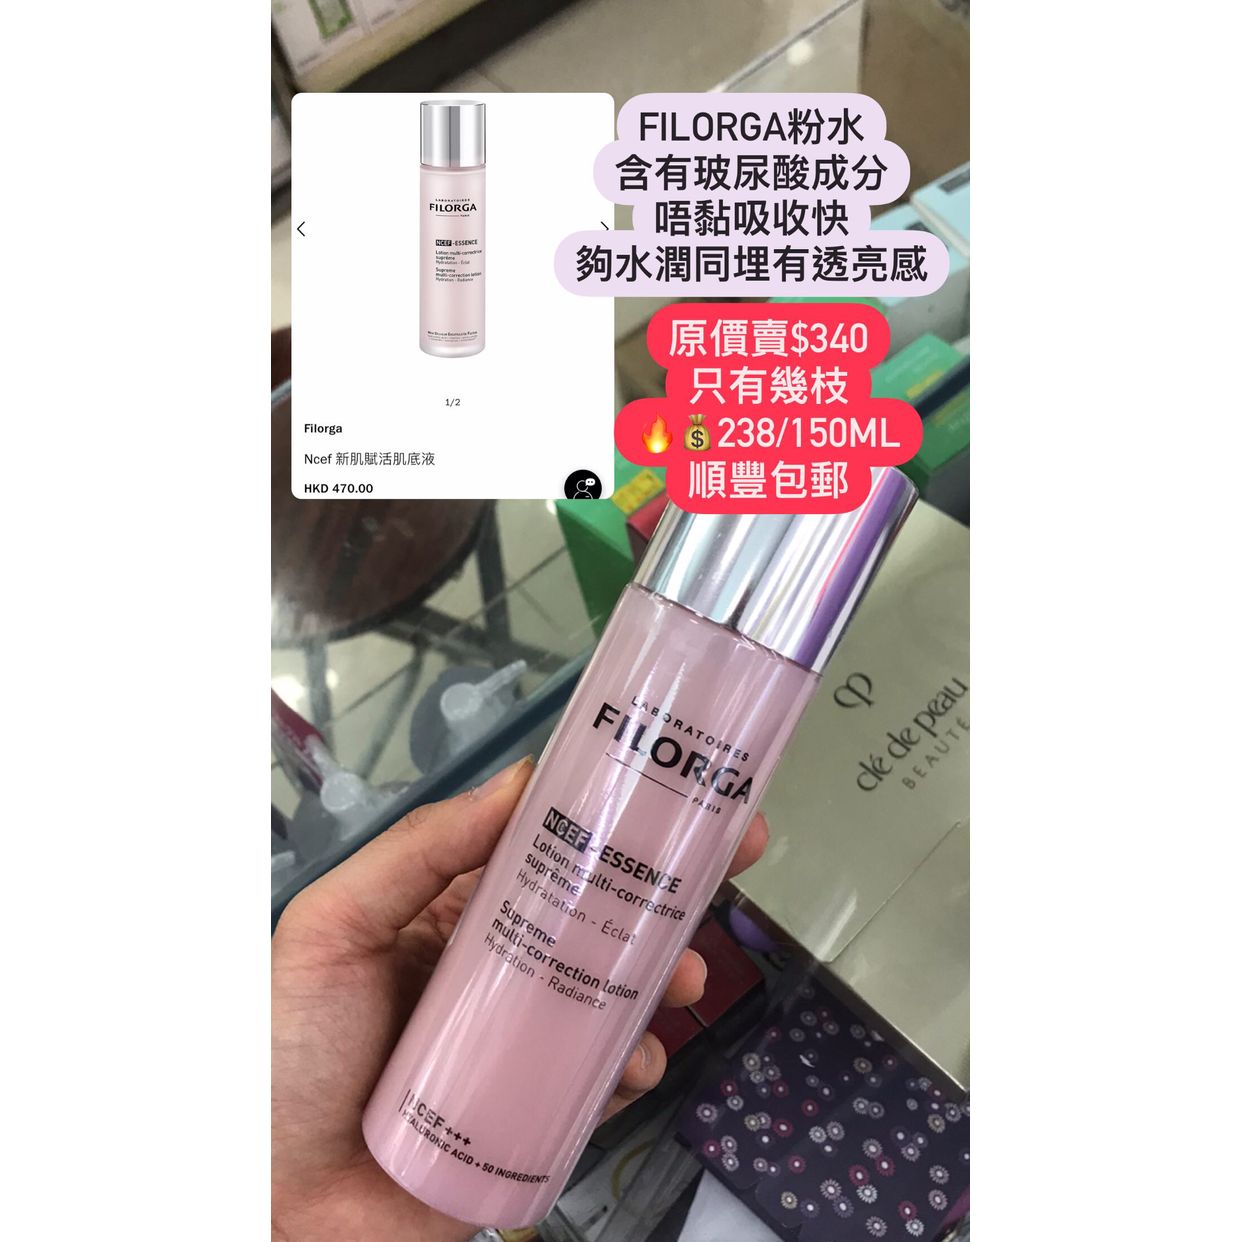 LABORATOIRES
FILORGA
PARIS
NCEF-ESSENCE
Lotion multi-correctrice
suprême
Hydratation - Éclat
Supreme
multi-correction lotion
Hydration - Radiance
1/2
Filorga
Ncef 新肌賦活肌底液
HKD 470.00
FILORGA粉水
含有玻尿酸成分
唔黏吸收快
夠水潤同埋有透亮感
原價賣$340
只有幾枝
🔥💰238/150ML
順豐包郵
LABORATOIRES
FILORGA
PARIS
NCEF-ESSENCE
Lotion multi-correctrice
suprême
Hydratation - Éclat
Supreme
multi-correction lotion
Hydration - Radiance
NCEF+++
HYALURONIC ACID + 50 INGREDIENTS
clé de peau
BEAUTÉ